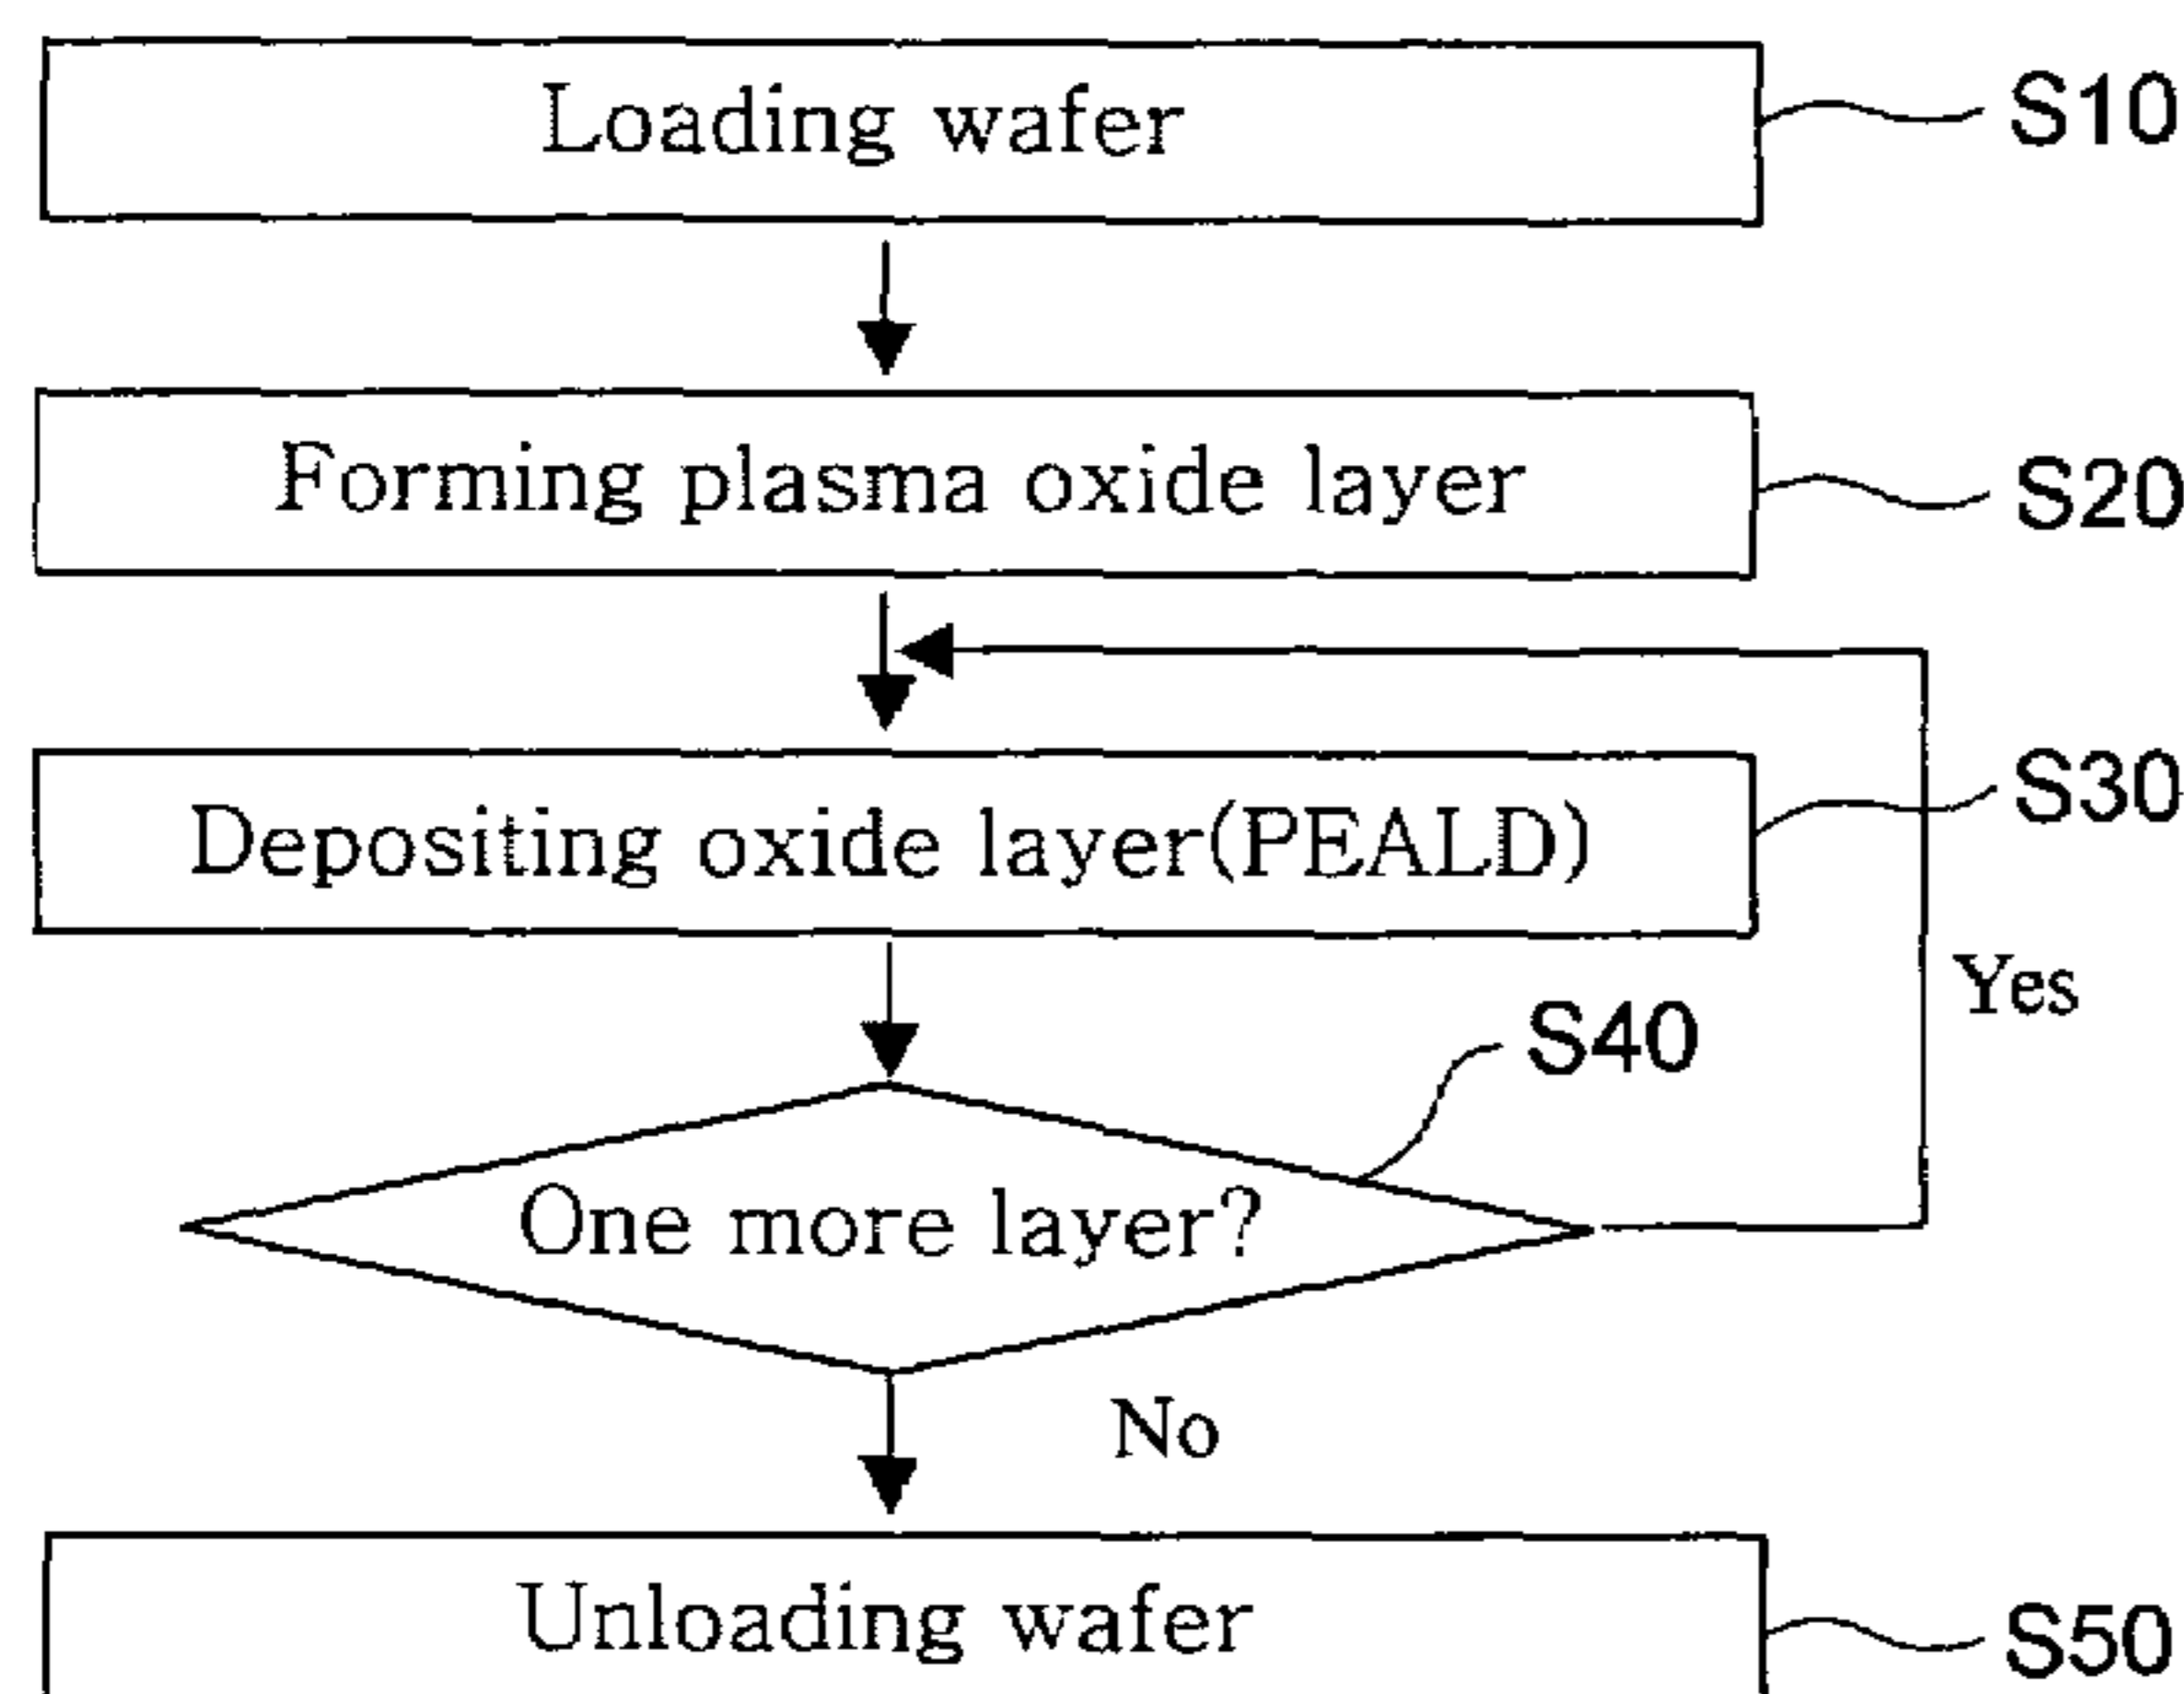 Loading wafer
S10
Forming plasma oxide layer
S20
Depositing oxide layer(PEALD)
S30
Yes
S40
One more layer?
No
Unloading wafer
S50